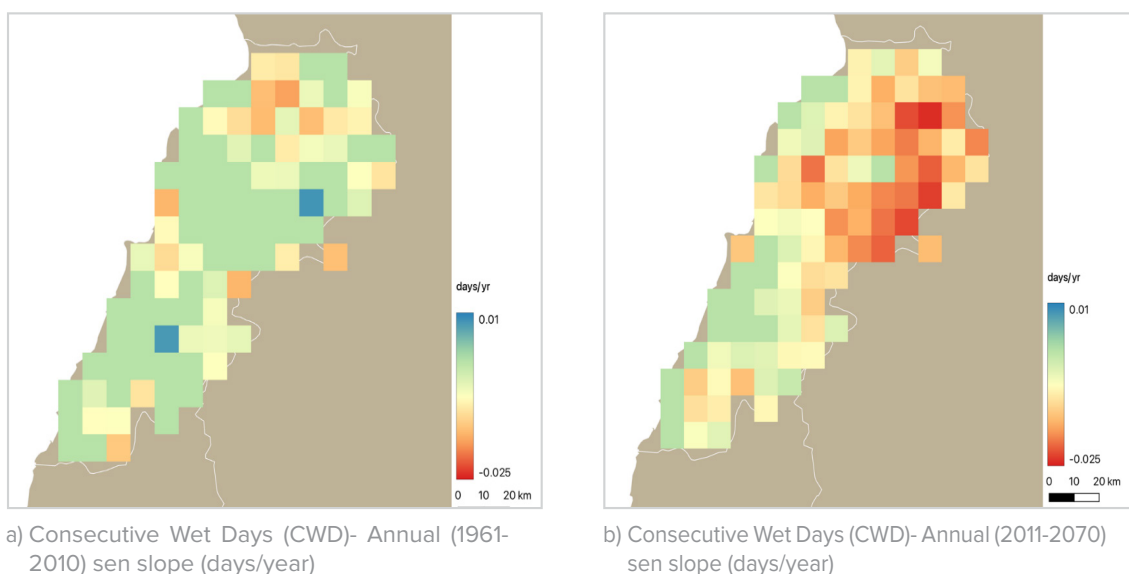 days/yr
0.01
-0.025
0 10 20 km
a) Consecutive Wet Days (CWD)- Annual (1961-
2010) sen slope (days/year)
days/yr
0.01
-0.025
0 10 20 km
b) Consecutive Wet Days (CWD)- Annual (2011-2070)
sen slope (days/year)